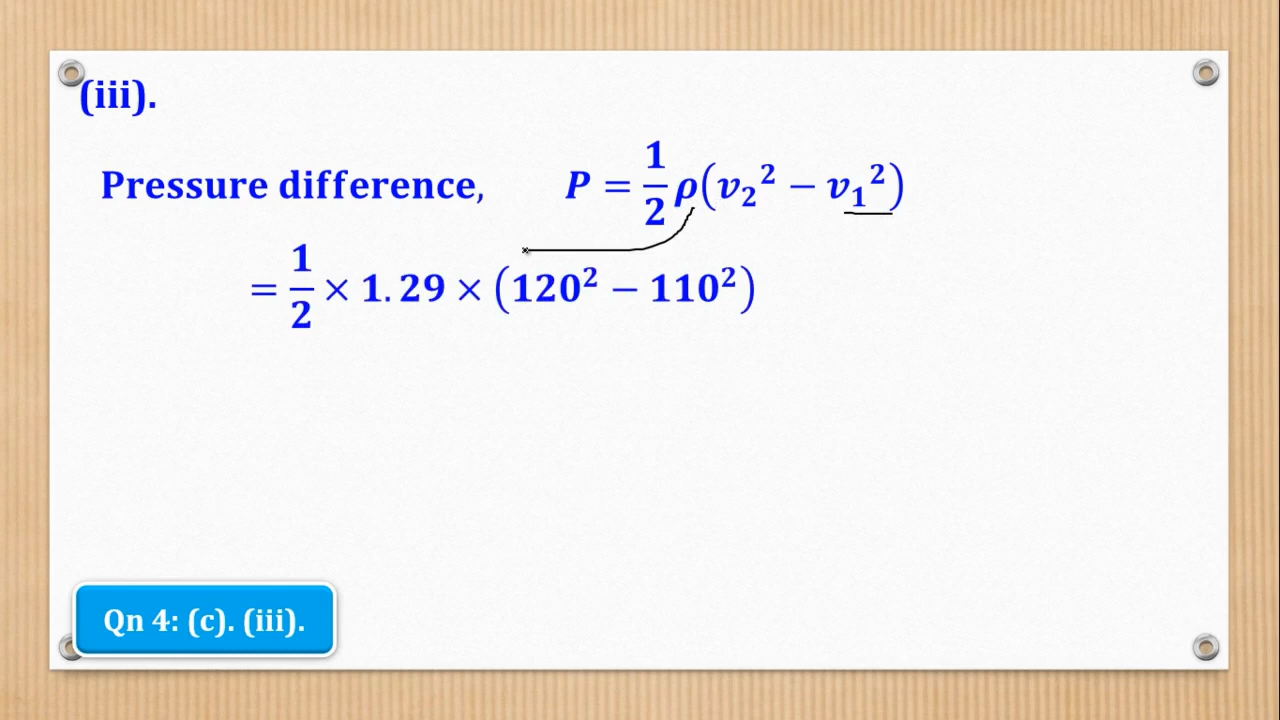 (iii).
Pressure difference, P = 1/2 ρ(v₂² − v₁²)
= 1/2 × 1.29 × (120² − 110²)
Qn 4: (c). (iii).